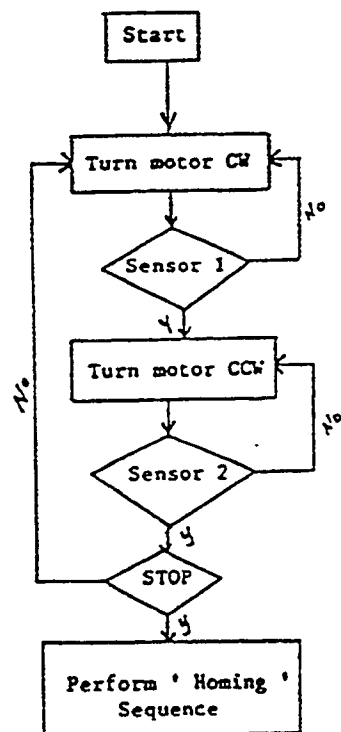 Start
Turn motor CW
No
Sensor 1
y
Turn motor CCW
No
No
Sensor 2
y
STOP
y
Perform ' Homing '
Sequence